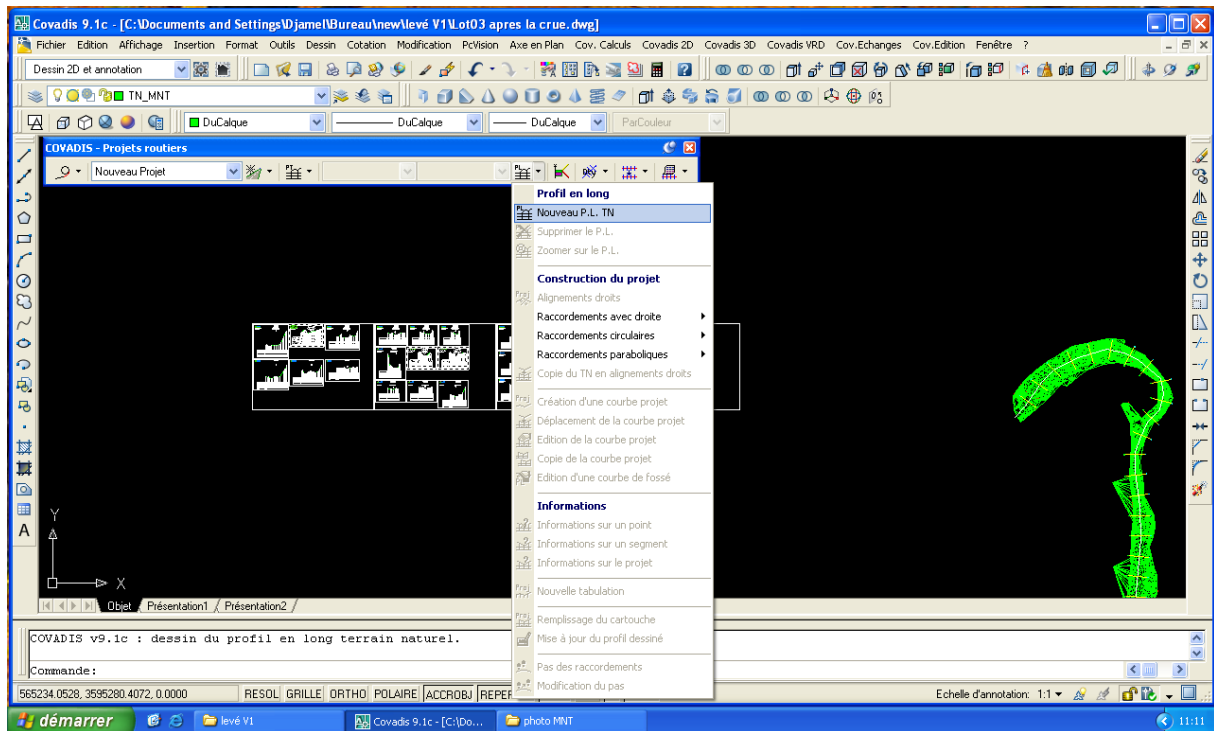 Covadis 9.1c - [C:\Documents and Settings\Djamel\Bureau\new\levé V1\Lot03 apres la crue.dwg]
Fichier Edition Affichage Insertion Format Outils Dessin Cotation Modification PcVision Axe en Plan Cov. Calculs Covadis 2D Covadis 3D Covadis VRD Cov.Echanges Cov.Edition Fenêtre ?
Dessin 2D et annotation
TN_MNT
DuCalque DuCalque DuCalque ParCouleur
COVADIS - Projets routiers
Nouveau Projet
Profil en long
Nouveau P.L. TN
Supprimer le P.L.
Zoomer sur le P.L.
Construction du projet
Alignements droits
Raccordements avec droite
Raccordements circulaires
Raccordements paraboliques
Copie du TN en alignements droits
Création d'une courbe projet
Déplacement de la courbe projet
Edition de la courbe projet
Copie de la courbe projet
Edition d'une courbe de fossé
Informations
Informations sur un point
Informations sur un segment
Informations sur le projet
Nouvelle tabulation
Remplissage du cartouche
Mise à jour du profil dessiné
Pas des raccordements
Modification du pas
Y
X
A
Objet Présentation1 Présentation2
COVADIS v9.1c : dessin du profil en long terrain naturel.
Commande:
565234.0528, 3595280.4072, 0.0000 RESOL GRILLE ORTHO POLAIRE ACCROBJ REPER Echelle d'annotation: 1:1
démarrer levé V1 Covadis 9.1c - [C:\Do... photo MNT 11:11